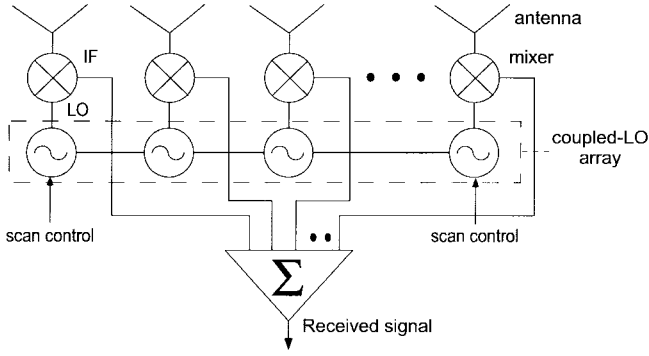 antenna
IF
mixer
LO
coupled-LO
array
scan control
scan control
Σ
Received signal